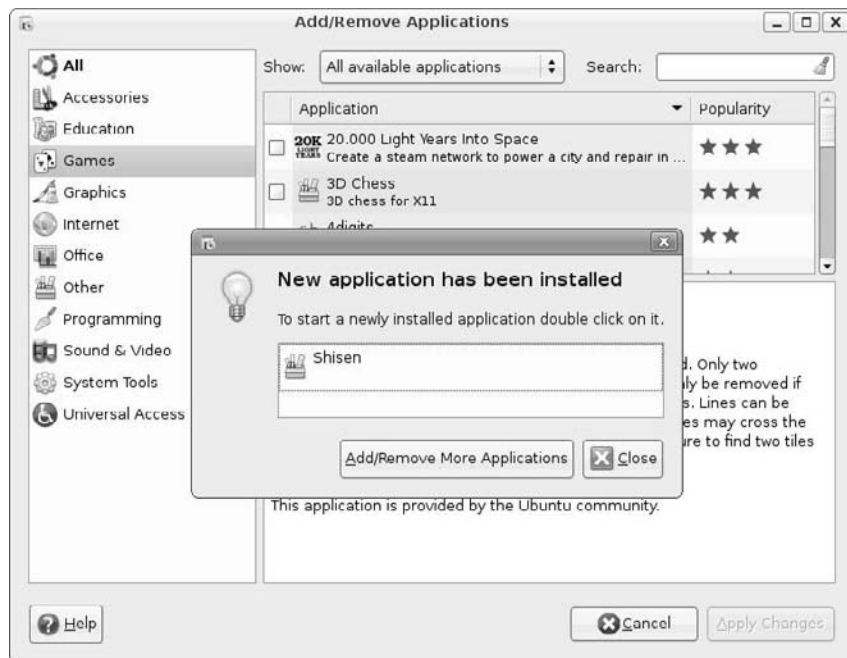 Add/Remove Applications
All
Accessories
Education
Games
Graphics
Internet
Office
Other
Programming
Sound & Video
System Tools
Universal Access
Show: All available applications Search:
Application Popularity
20K LIGHT YEARS
20.000 Light Years Into Space
Create a steam network to power a city and repair in ...
3D Chess
3D chess for X11
4digits
New application has been installed
To start a newly installed application double click on it.
Shisen
Add/Remove More Applications Close
d. Only two
ly be removed if
s. Lines can be
es may cross the
ure to find two tiles
This application is provided by the Ubuntu community.
Help Cancel Apply Changes